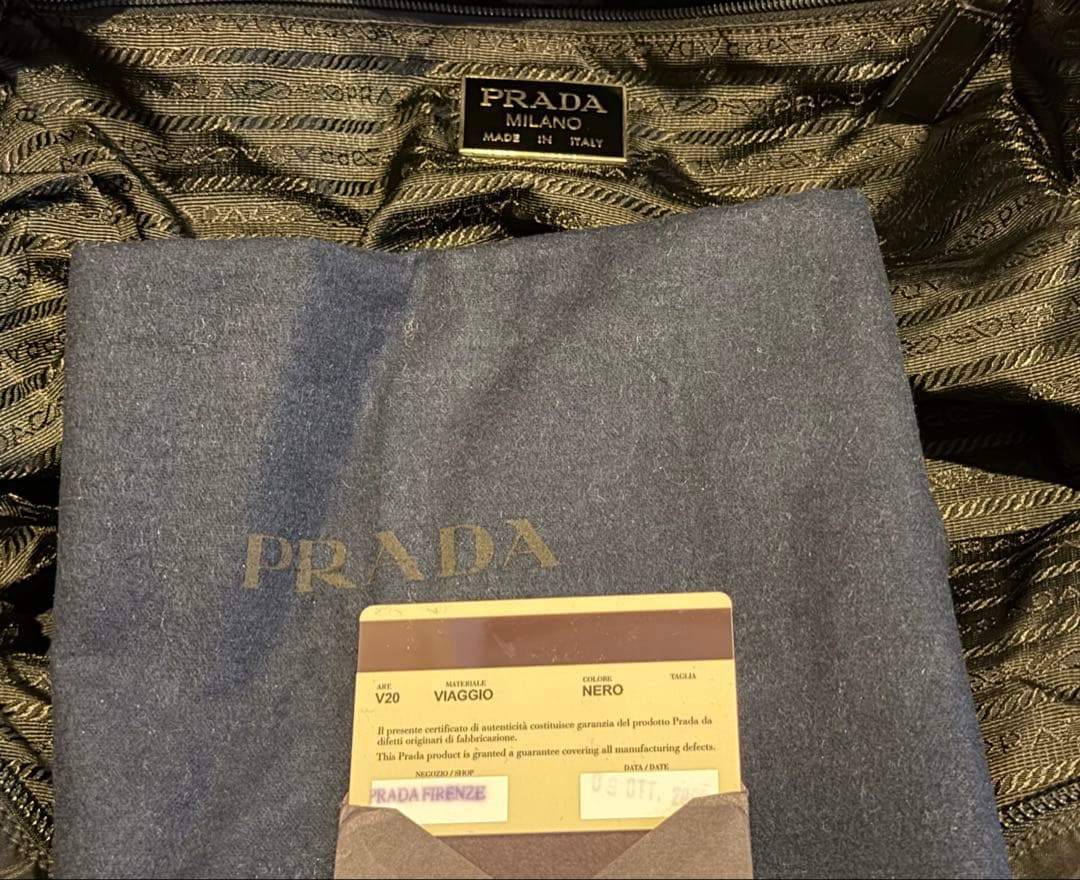 PRADA
MILANO
MADE IN ITALY
PRADA
ART. MATERIALE COLORE TAGLIA
V20 VIAGGIO NERO
Il presente certificato di autenticità costituisce garanzia del prodotto Prada da
difetti originari di fabbricazione.
This Prada product is granted a guarantee covering all manufacturing defects.
NEGOZIO / SHOP DATA / DATE
PRADA FIRENZE OTT.